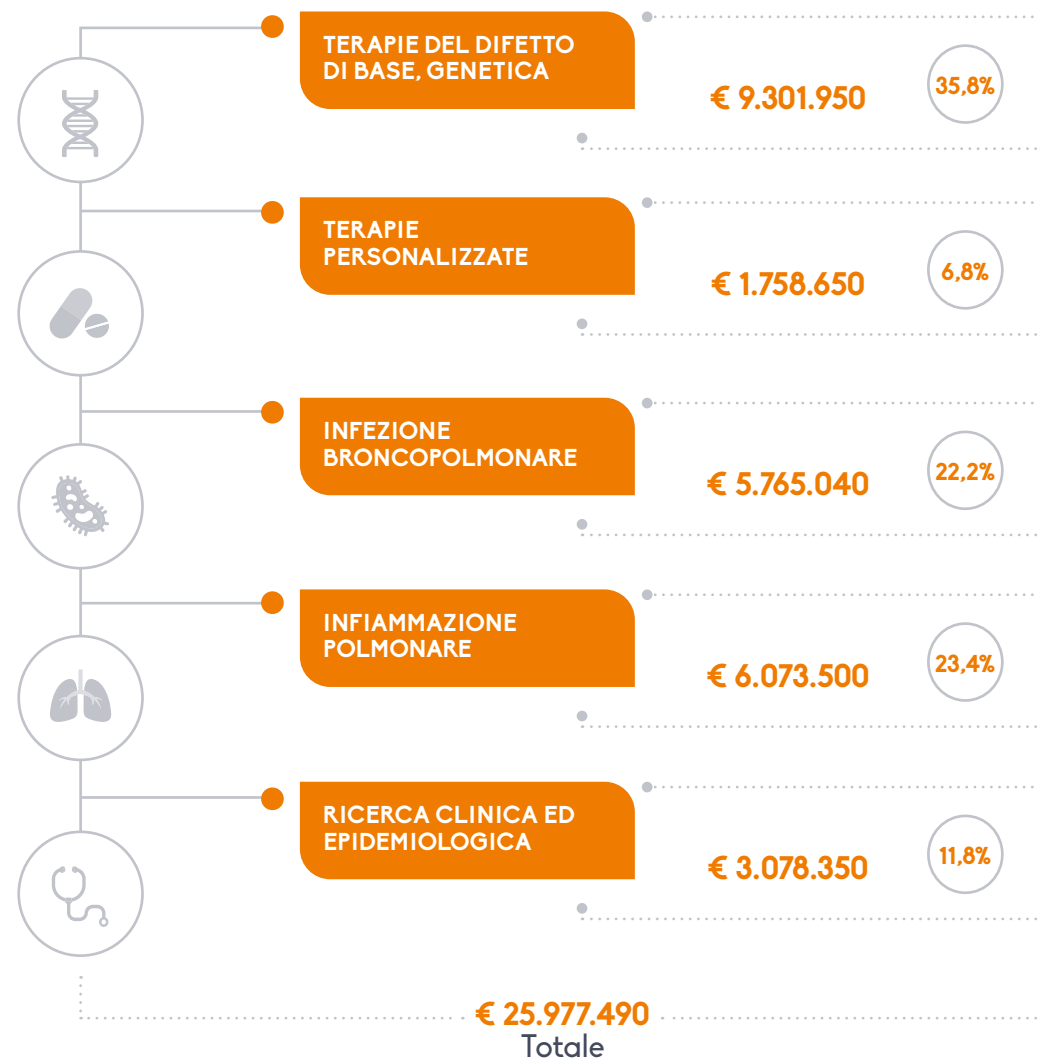 TERAPIE DEL DIFETTO
DI BASE, GENETICA
€ 9.301.950
35,8%
TERAPIE
PERSONALIZZATE
€ 1.758.650
6,8%
INFEZIONE
BRONCOPOLMONARE
€ 5.765.040
22,2%
INFIAMMAZIONE
POLMONARE
€ 6.073.500
23,4%
RICERCA CLINICA ED
EPIDEMIOLOGICA
€ 3.078.350
11,8%
€ 25.977.490
Totale